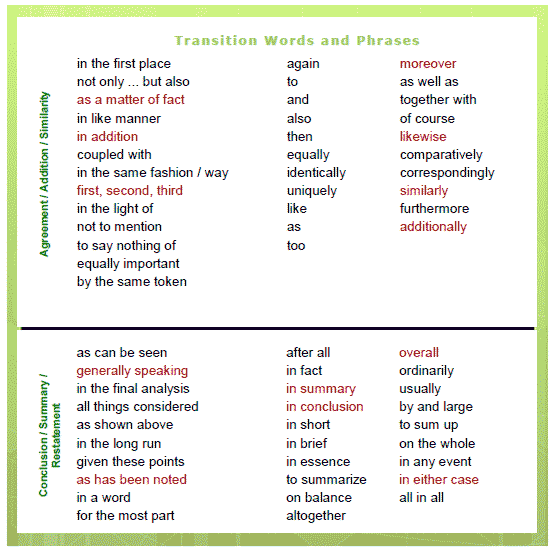 Transition Words and Phrases
Agreement / Addition / Similarity
in the first place
not only ... but also
as a matter of fact
in like manner
in addition
coupled with
in the same fashion / way
first, second, third
in the light of
not to mention
to say nothing of
equally important
by the same token
again
to
and
also
then
equally
identically
uniquely
like
as
too
moreover
as well as
together with
of course
likewise
comparatively
correspondingly
similarly
furthermore
additionally
Conclusion / Summary /
Restatement
as can be seen
generally speaking
in the final analysis
all things considered
as shown above
in the long run
given these points
as has been noted
in a word
for the most part
after all
in fact
in summary
in conclusion
in short
in brief
in essence
to summarize
on balance
altogether
overall
ordinarily
usually
by and large
to sum up
on the whole
in any event
in either case
all in all